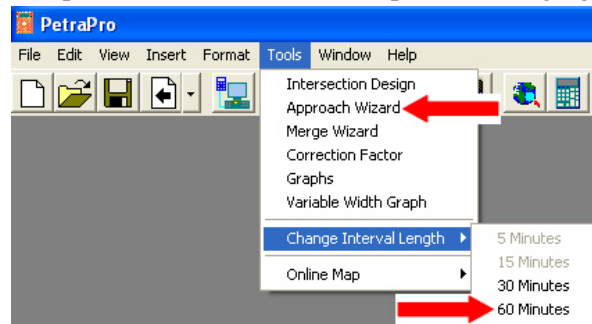 PetraPro
File Edit View Insert Format Tools Window Help
Intersection Design
Approach Wizard
Merge Wizard
Correction Factor
Graphs
Variable Width Graph
Change Interval Length
5 Minutes
15 Minutes
30 Minutes
60 Minutes
Online Map